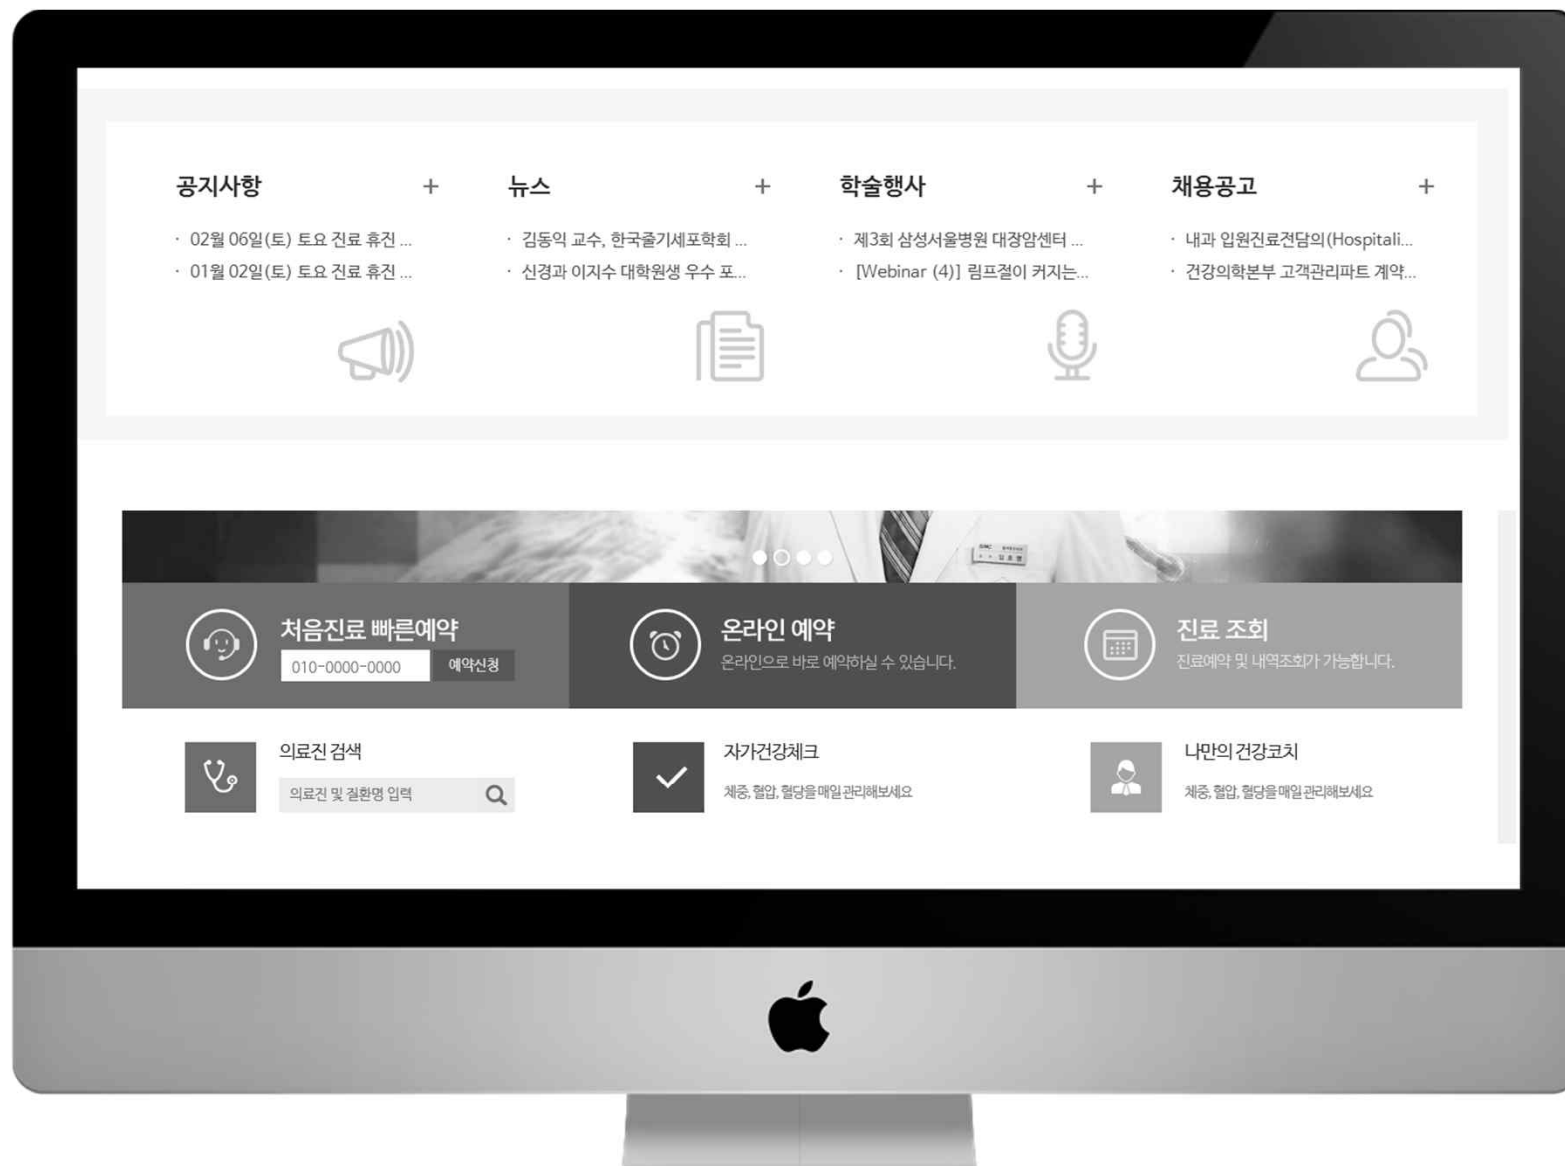 공지사항 +
· 02월 06일(토) 토요 진료 휴진 ...
· 01월 02일(토) 토요 진료 휴진 ...
뉴스 +
· 김동익 교수, 한국줄기세포학회 ...
· 신경과 이지수 대학원생 우수 포...
학술행사 +
· 제3회 삼성서울병원 대장암센터 ...
· [Webinar (4)] 림프절이 커지는...
채용공고 +
· 내과 입원진료전담의(Hospitali...
· 건강의학본부 고객관리파트 계약...
처음진료 빠른예약
010-0000-0000 예약신청
온라인 예약
온라인으로 바로 예약하실 수 있습니다.
진료 조회
진료예약 및 내역조회가 가능합니다.
의료진 검색
의료진 및 질환명 입력
자가건강체크
체중, 혈압, 혈당을 매일 관리해보세요
나만의 건강코치
체중, 혈압, 혈당을 매일 관리해보세요